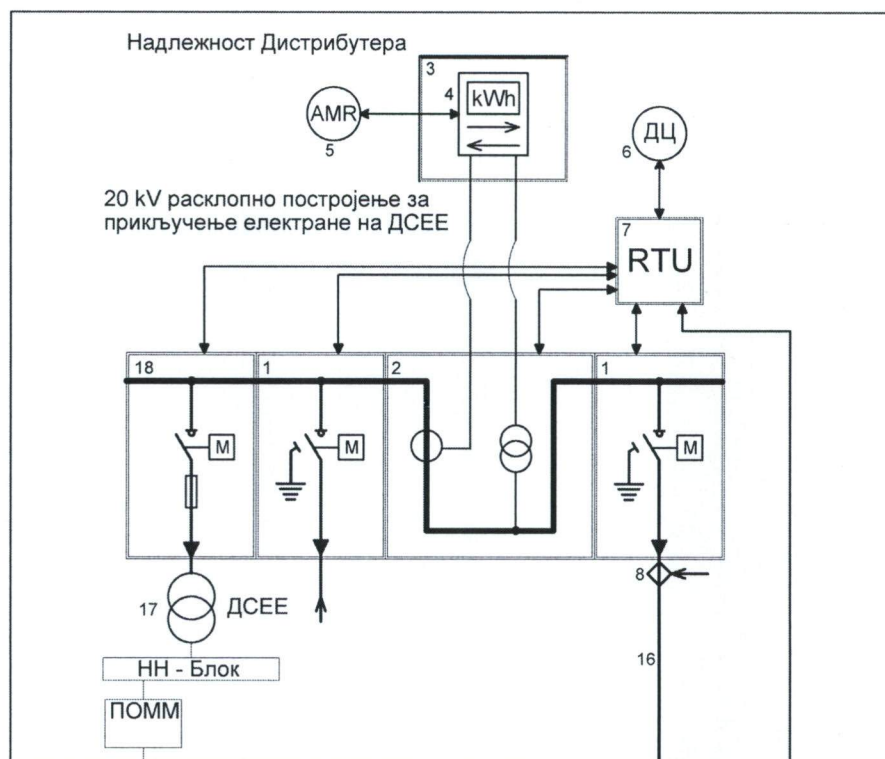 Надлежност Дистрибутера
3
4
kWh
AMR
5
ДЦ
6
20 kV расклопно постројење за
прикључење електране на ДСЕЕ
7
RTU
18
1
2
1
M
M
M
8
17
ДСЕЕ
16
НН - Блок
ПОММ